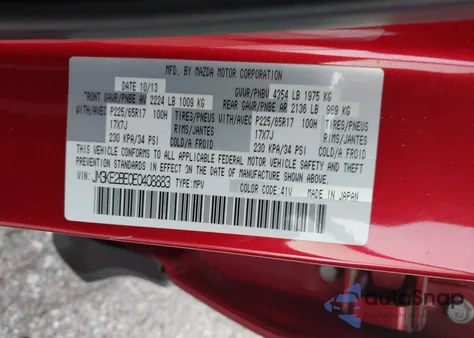 MFD. BY MAZDA MOTOR CORPORATION
DATE 10/13 GVWR/PNBV 4354 LB 1975 KG
FRONT GAWR/PNBE AV 2224 LB 1009 KG REAR GAWR/PNBE AR 2136 LB 969 KG
WITH/AVEC P225/65R17 100H TIRES/PNEUS WITH/AVEC P225/65R17 100H TIRES/PNEUS
17X7J RIMS/JANTES 17X7J RIMS/JANTES
230 KPA/34 PSI COLD/A FROID 230 KPA/34 PSI COLD/A FROID
THIS VEHICLE CONFORMS TO ALL APPLICABLE FEDERAL MOTOR VEHICLE SAFETY AND THEFT
PREVENTION STANDARDS IN EFFECT ON THE DATE OF MANUFACTURE SHOWN ABOVE.
VIN: JM3KE2BE0E0408883 TYPE:MPV COLOR CODE:41V MADE IN JAPAN
autoSnap